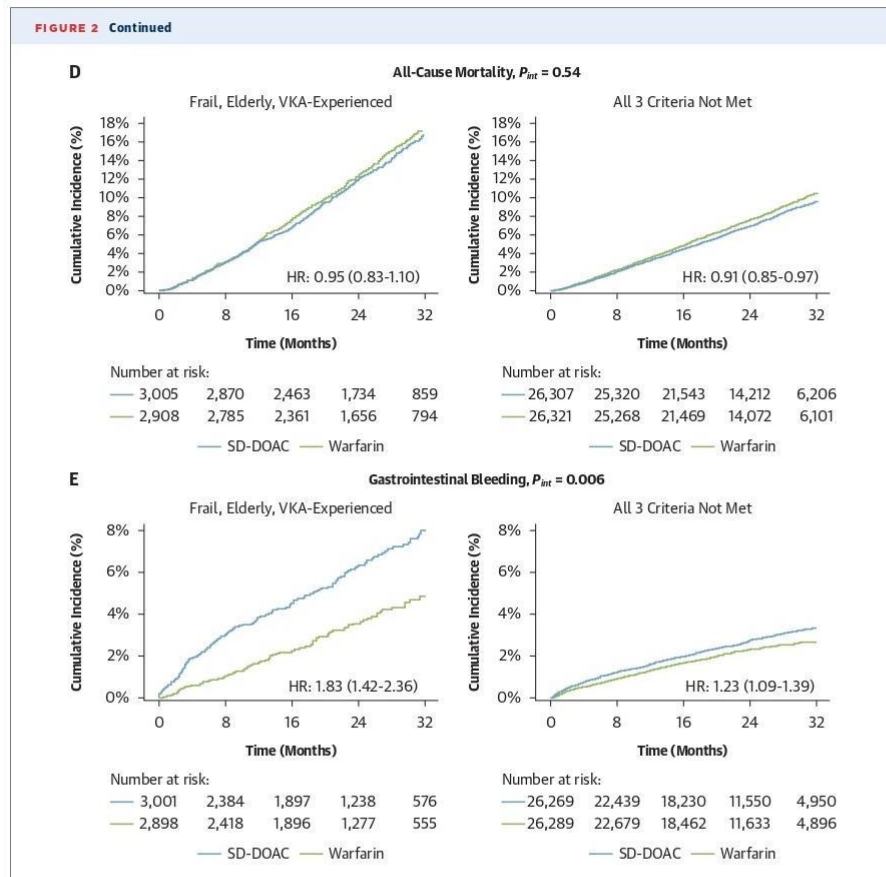 FIGURE 2 Continued
D
All-Cause Mortality, Pint = 0.54
Frail, Elderly, VKA-Experienced
Cumulative Incidence (%)
18%
16%
14%
12%
10%
8%
6%
4%
2%
0%
HR: 0.95 (0.83-1.10)
0 8 16 24 32
Time (Months)
Number at risk:
3,005 2,870 2,463 1,734 859
2,908 2,785 2,361 1,656 794
SD-DOAC Warfarin
All 3 Criteria Not Met
Cumulative Incidence (%)
18%
16%
14%
12%
10%
8%
6%
4%
2%
0%
HR: 0.91 (0.85-0.97)
0 8 16 24 32
Time (Months)
Number at risk:
26,307 25,320 21,543 14,212 6,206
26,321 25,268 21,469 14,072 6,101
SD-DOAC Warfarin
E
Gastrointestinal Bleeding, Pint = 0.006
Frail, Elderly, VKA-Experienced
Cumulative Incidence (%)
8%
6%
4%
2%
0%
HR: 1.83 (1.42-2.36)
0 8 16 24 32
Time (Months)
Number at risk:
3,001 2,384 1,897 1,238 576
2,898 2,418 1,896 1,277 555
SD-DOAC Warfarin
All 3 Criteria Not Met
Cumulative Incidence (%)
8%
6%
4%
2%
0%
HR: 1.23 (1.09-1.39)
0 8 16 24 32
Time (Months)
Number at risk:
26,269 22,439 18,230 11,550 4,950
26,289 22,679 18,462 11,633 4,896
SD-DOAC Warfarin